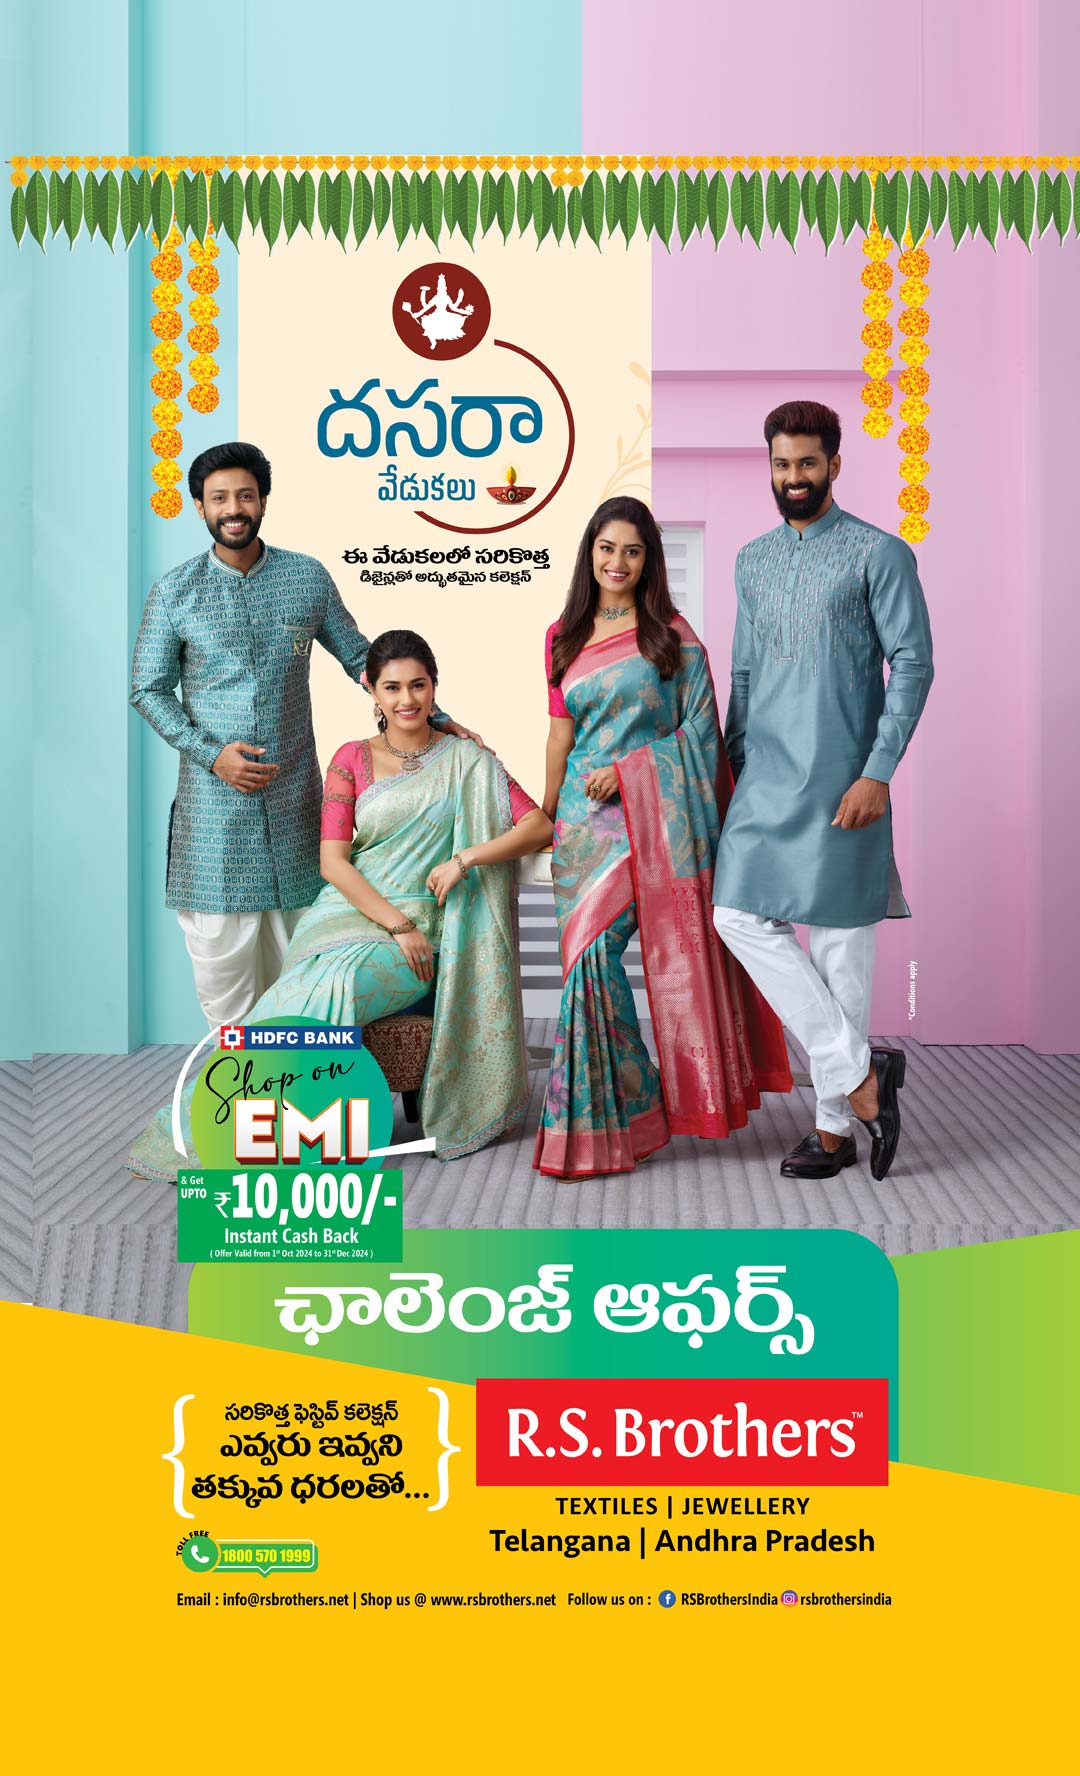 దసరా
వేడుకలు
ఈ వేడుకలలో సరికొత్త
డిజైన్లతో అద్భుతమైన కలెక్షన్
*Conditions apply
HDFC BANK
Shop on
EMI
& Get
UPTO ₹10,000/-
Instant Cash Back
( Offer Valid from 1st Oct 2024 to 31st Dec 2024 )
ఛాలెంజ్ ఆఫర్స్
సరికొత్త ఫెస్టివ్ కలెక్షన్
ఎవ్వరు ఇవ్వని
తక్కువ ధరలతో...
R.S. Brothers™
TEXTILES | JEWELLERY
Telangana | Andhra Pradesh
TOLL FREE
1800 570 1999
Email : info@rsbrothers.net | Shop us @ www.rsbrothers.net Follow us on : RSBrothersIndia rsbrothersindia